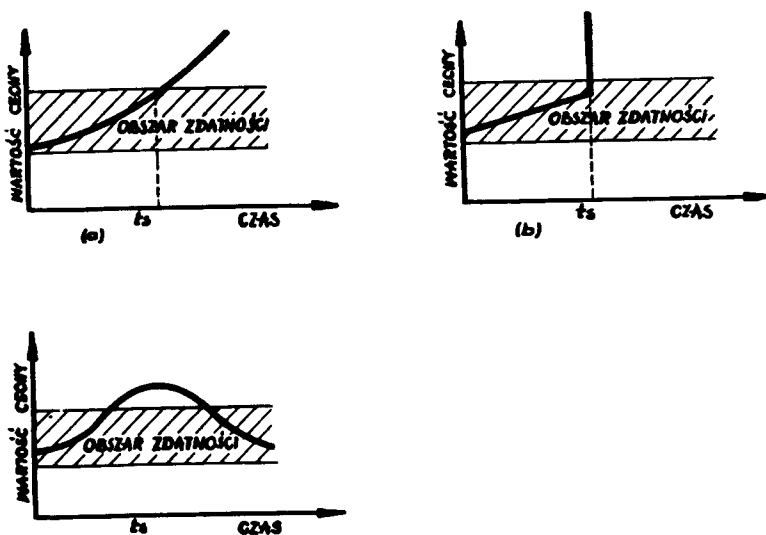 WARTOŚĆ CECHY
OBSZAR ZDATNOŚCI
ts
CZAS
(a)
WARTOŚĆ CECHY
OBSZAR ZDATNOŚCI
ts
CZAS
(b)
WARTOŚĆ CECHY
OBSZAR ZDATNOŚCI
ts
CZAS